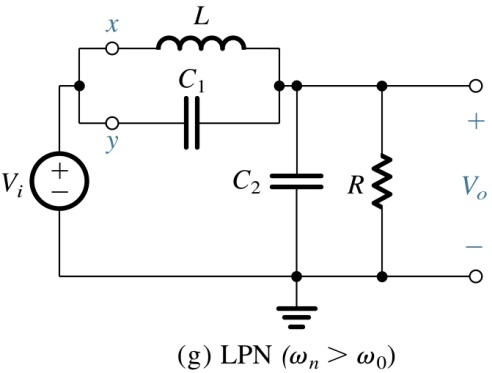 x
L
C₁
y
+
−
Vᵢ
C₂
R
+
Vₒ
−
(g) LPN (ωₙ > ω₀)